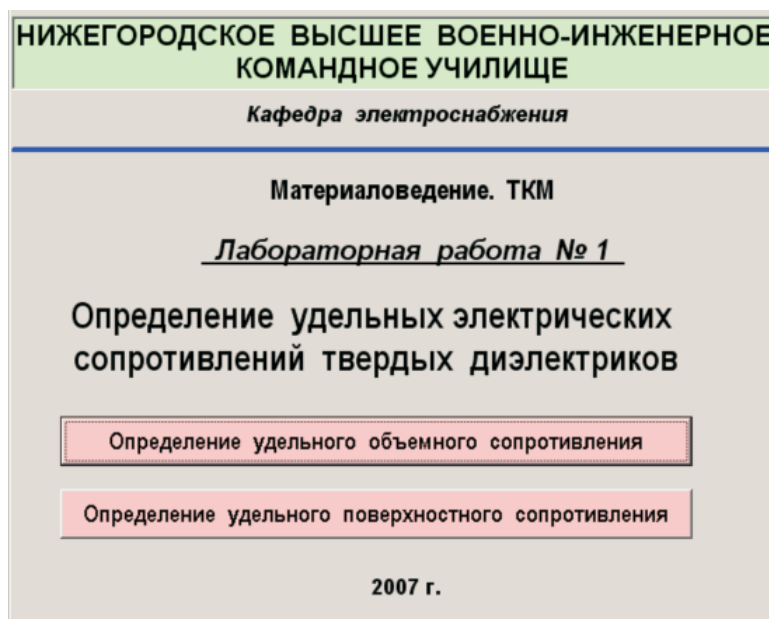 НИЖЕГОРОДСКОЕ ВЫСШЕЕ ВОЕННО-ИНЖЕНЕРНОЕ
КОМАНДНОЕ УЧИЛИЩЕ
Кафедра электроснабжения
Материаловедение. ТКМ
Лабораторная работа № 1
Определение удельных электрических
сопротивлений твердых диэлектриков
Определение удельного объемного сопротивления
Определение удельного поверхностного сопротивления
2007 г.